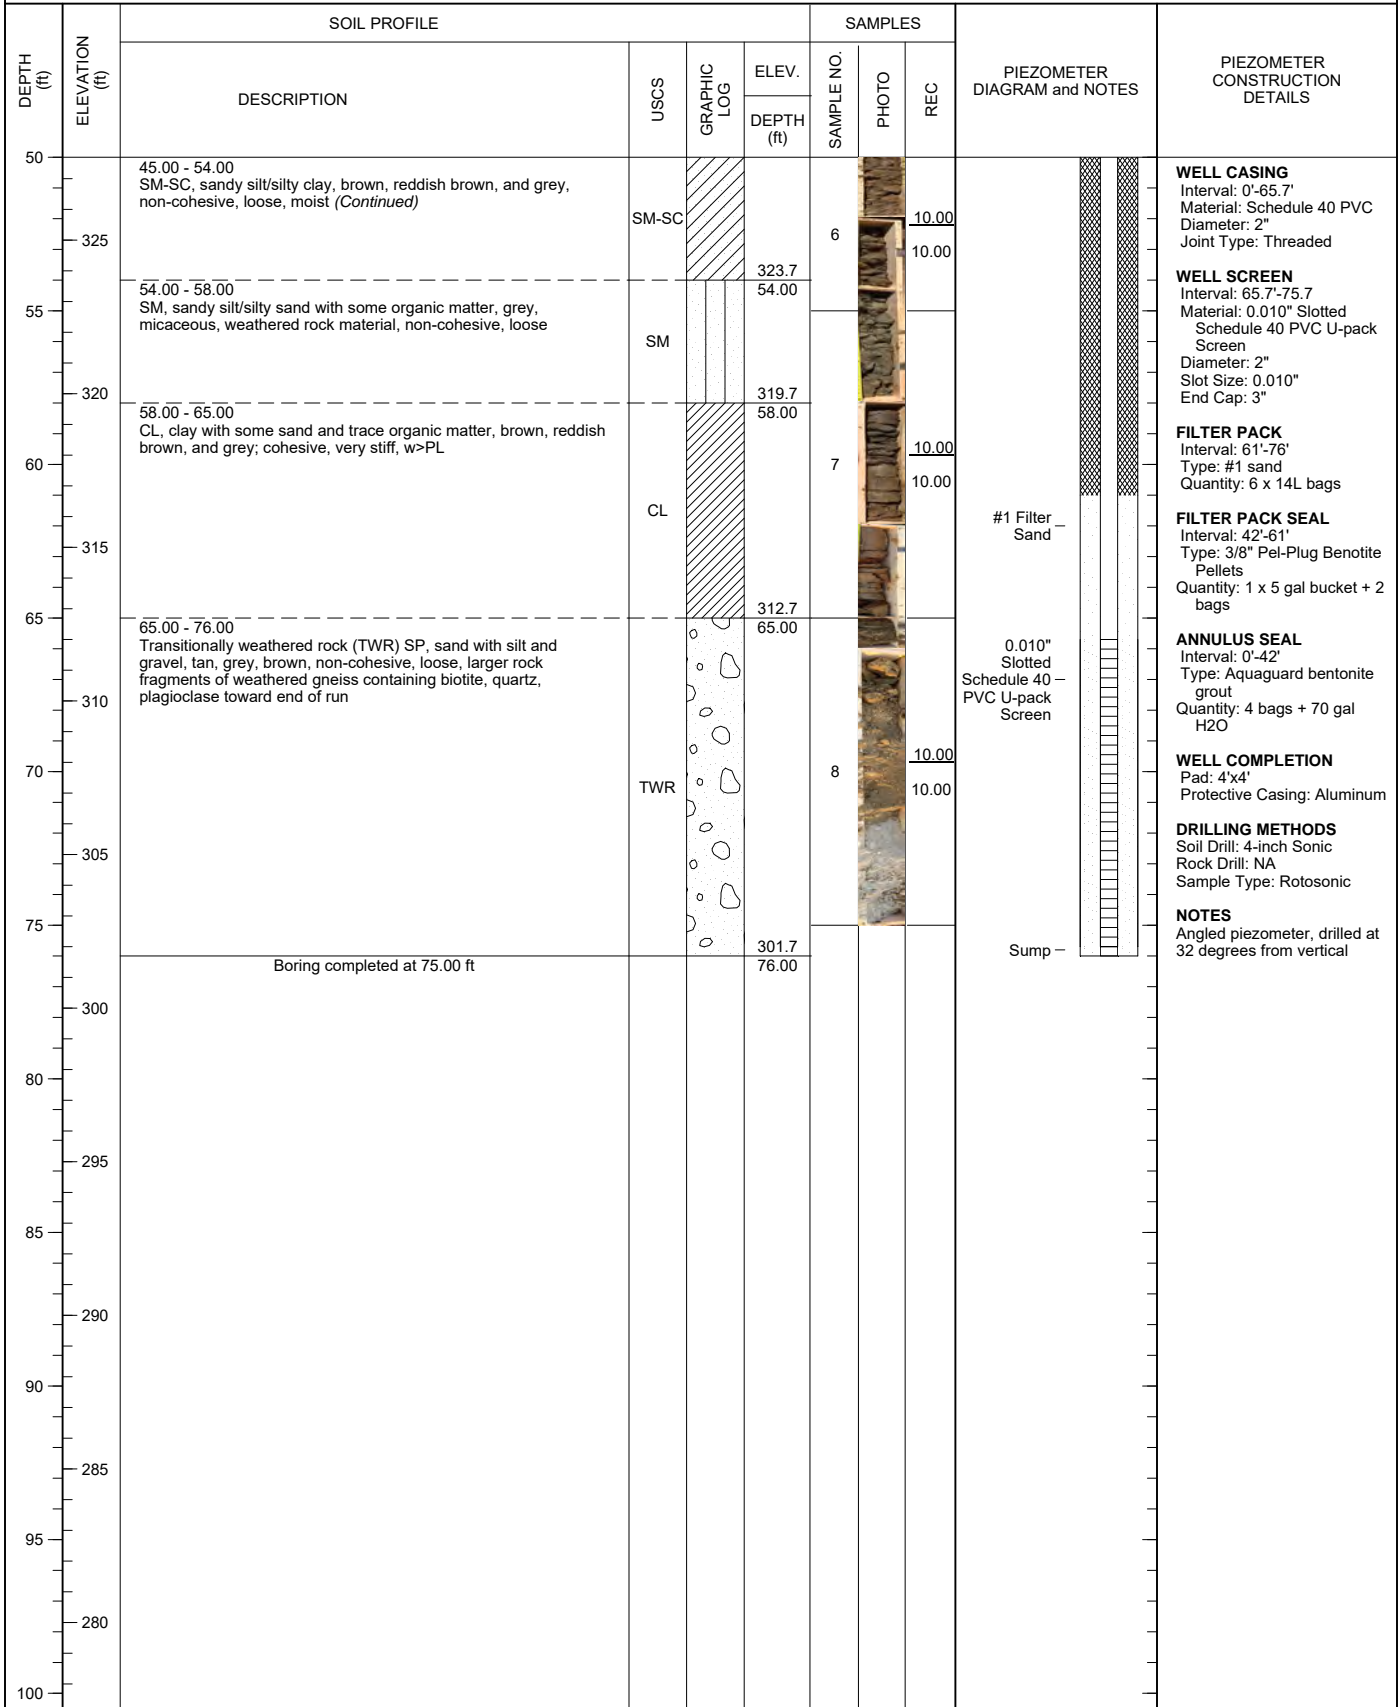 SOIL PROFILE
SAMPLES
DEPTH
(ft)
ELEVATION
(ft)
DESCRIPTION
USCS
GRAPHIC
LOG
ELEV.
DEPTH
(ft)
SAMPLE NO.
PHOTO
REC
PIEZOMETER
DIAGRAM and NOTES
PIEZOMETER
CONSTRUCTION
DETAILS
50
55
60
65
70
75
80
85
90
95
100
325
320
315
310
305
300
295
290
285
280
45.00 - 54.00
SM-SC, sandy silt/silty clay, brown, reddish brown, and grey,
non-cohesive, loose, moist (Continued)
SM-SC
323.7
54.00
54.00 - 58.00
SM, sandy silt/silty sand with some organic matter, grey,
micaceous, weathered rock material, non-cohesive, loose
SM
319.7
58.00
58.00 - 65.00
CL, clay with some sand and trace organic matter, brown, reddish
brown, and grey; cohesive, very stiff, w>PL
CL
312.7
65.00
65.00 - 76.00
Transitionally weathered rock (TWR) SP, sand with silt and
gravel, tan, grey, brown, non-cohesive, loose, larger rock
fragments of weathered gneiss containing biotite, quartz,
plagioclase toward end of run
TWR
301.7
76.00
Boring completed at 75.00 ft
6
10.00
10.00
7
10.00
10.00
8
10.00
10.00
#1 Filter
Sand
0.010"
Slotted
Schedule 40
PVC U-pack
Screen
Sump
WELL CASING
Interval: 0'-65.7'
Material: Schedule 40 PVC
Diameter: 2"
Joint Type: Threaded
WELL SCREEN
Interval: 65.7'-75.7
Material: 0.010" Slotted
Schedule 40 PVC U-pack
Screen
Diameter: 2"
Slot Size: 0.010"
End Cap: 3"
FILTER PACK
Interval: 61'-76'
Type: #1 sand
Quantity: 6 x 14L bags
FILTER PACK SEAL
Interval: 42'-61'
Type: 3/8" Pel-Plug Benotite
Pellets
Quantity: 1 x 5 gal bucket + 2
bags
ANNULUS SEAL
Interval: 0'-42'
Type: Aquaguard bentonite
grout
Quantity: 4 bags + 70 gal
H2O
WELL COMPLETION
Pad: 4'x4'
Protective Casing: Aluminum
DRILLING METHODS
Soil Drill: 4-inch Sonic
Rock Drill: NA
Sample Type: Rotosonic
NOTES
Angled piezometer, drilled at
32 degrees from vertical